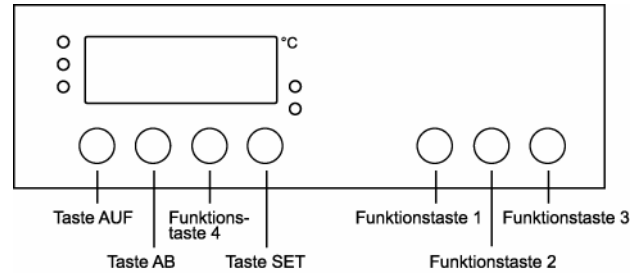 °C
Taste AUF
Funktions-
taste 4
Funktionstaste 1
Funktionstaste 3
Taste AB
Taste SET
Funktionstaste 2